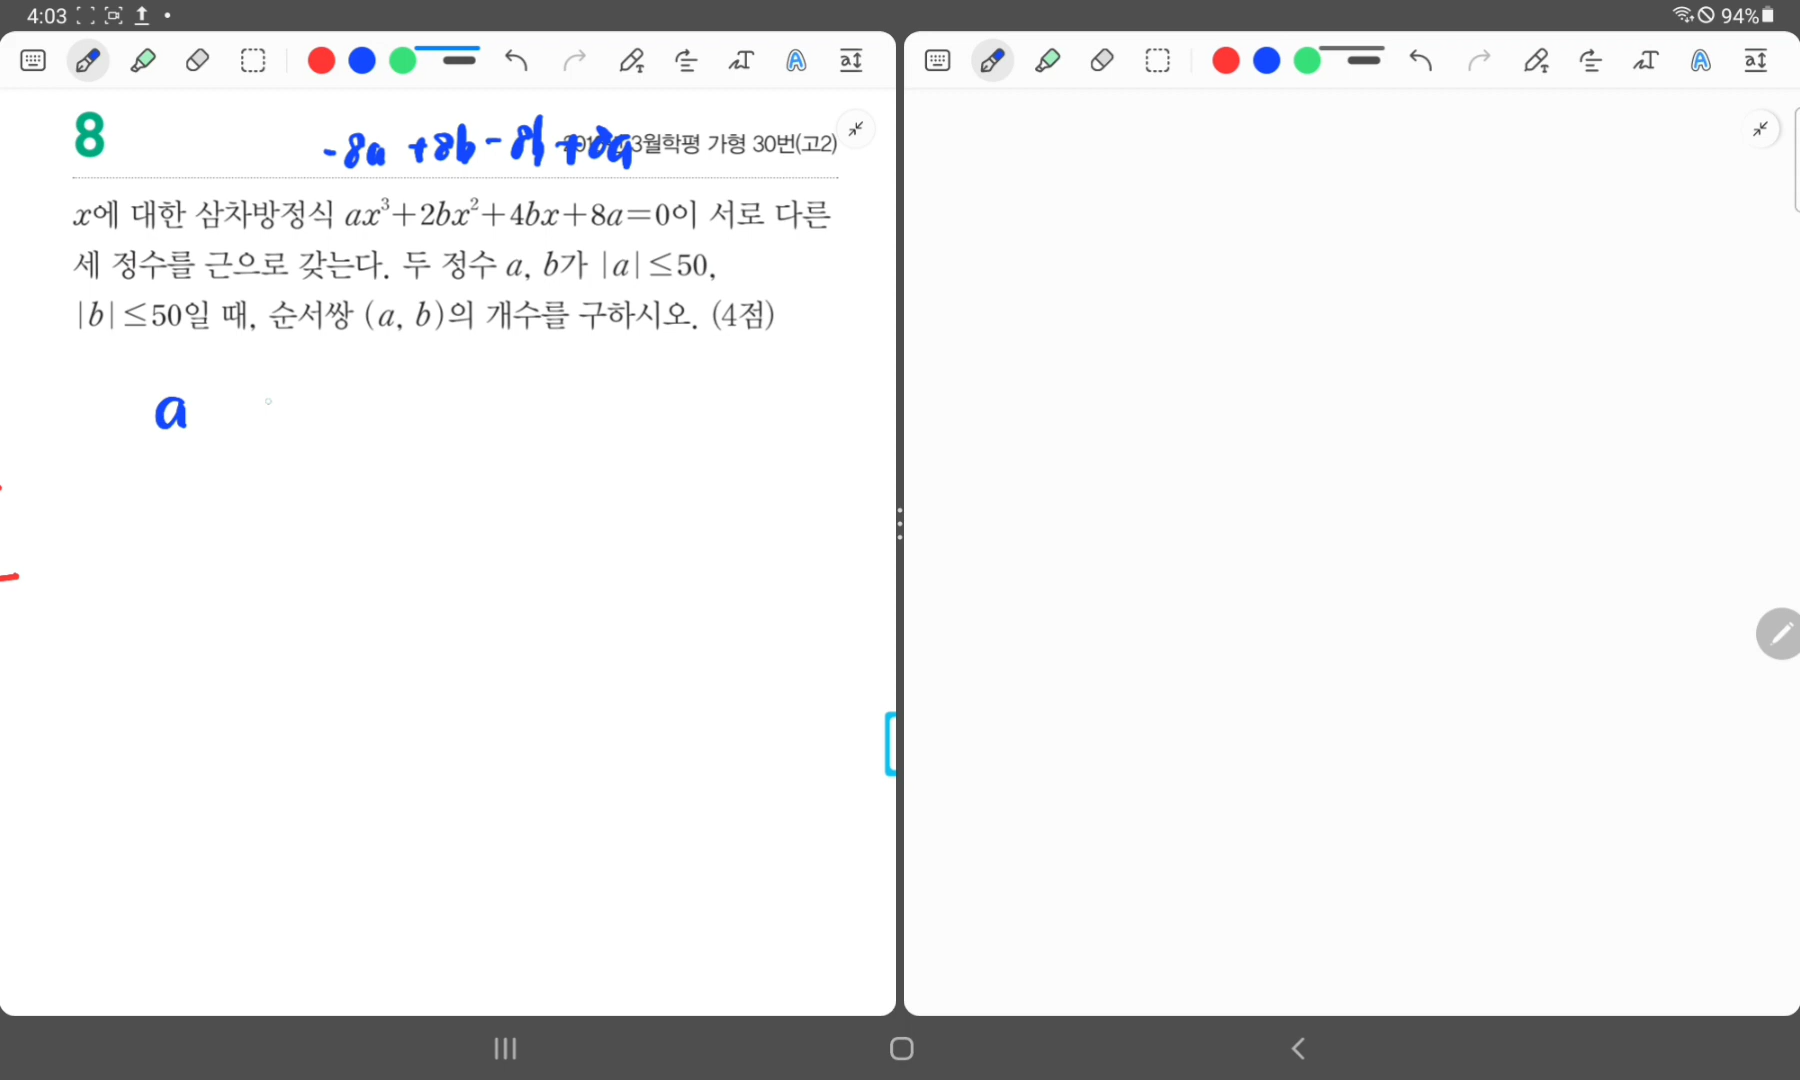 4:03
94%
8
-8a +8b -8b +8a
3월학평 가형 30번(고2)
x에 대한 삼차방정식 ax³+2bx²+4bx+8a=0이 서로 다른
세 정수를 근으로 갖는다. 두 정수 a, b가 |a|≤50,
|b|≤50일 때, 순서쌍 (a, b)의 개수를 구하시오. (4점)
a